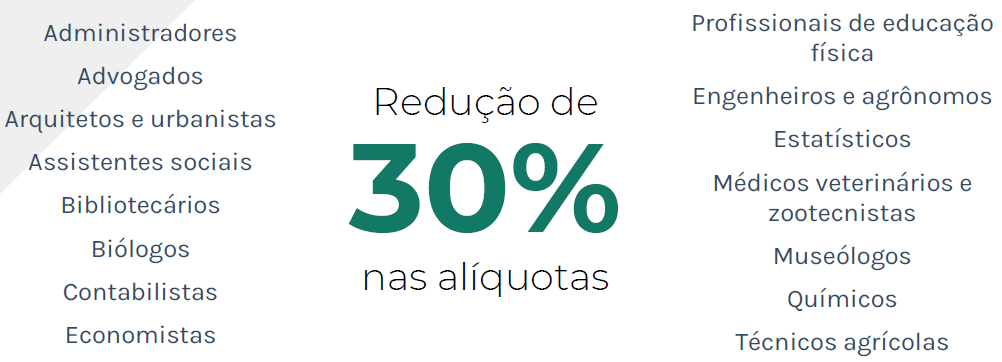 Administradores
Advogados
Arquitetos e urbanistas
Assistentes sociais
Bibliotecários
Biólogos
Contabilistas
Economistas
Redução de
30%
nas alíquotas
Profissionais de educação
física
Engenheiros e agrônomos
Estatísticos
Médicos veterinários e
zootecnistas
Museólogos
Químicos
Técnicos agrícolas